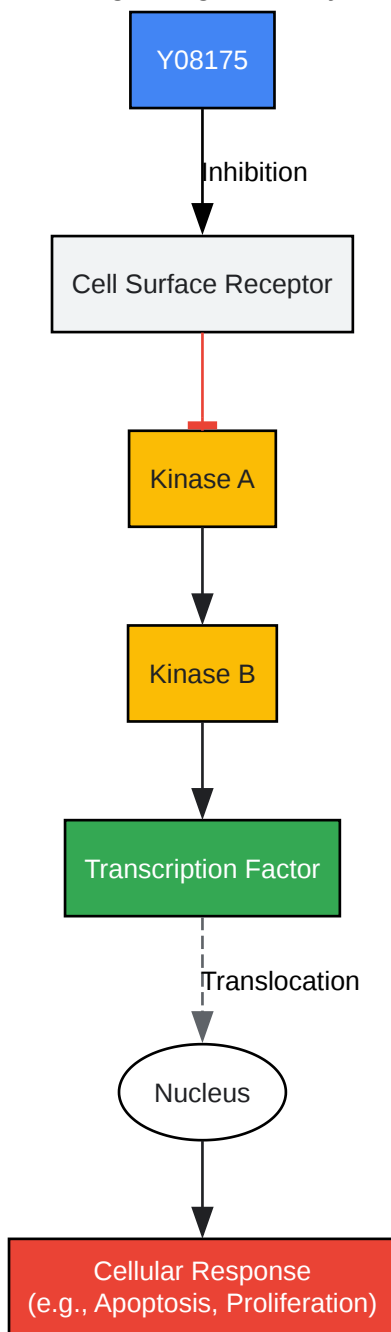 Y08175
Inhibition
Cell Surface Receptor
Kinase A
Kinase B
Transcription Factor
Translocation
Nucleus
Cellular Response
(e.g., Apoptosis, Proliferation)